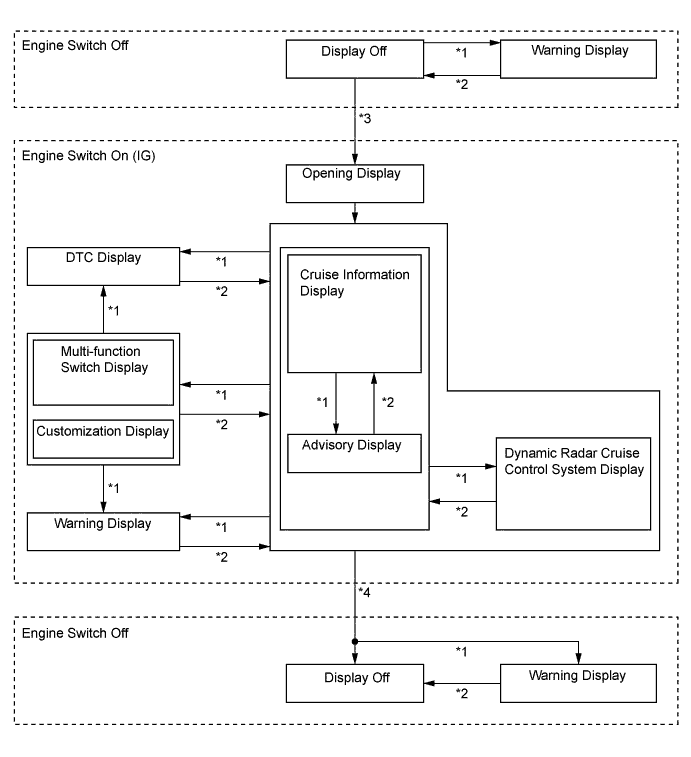 Engine Switch Off
Display Off
*1
Warning Display
*2
*3
Engine Switch On (IG)
Opening Display
DTC Display
*1
*2
*1
Cruise Information
Display
Multi-function
Switch Display
*1
*2
*1
*2
Customization Display
Advisory Display
Dynamic Radar Cruise
Control System Display
*1
*2
*1
Warning Display
*1
*2
*4
Engine Switch Off
*1
Display Off
*2
Warning Display